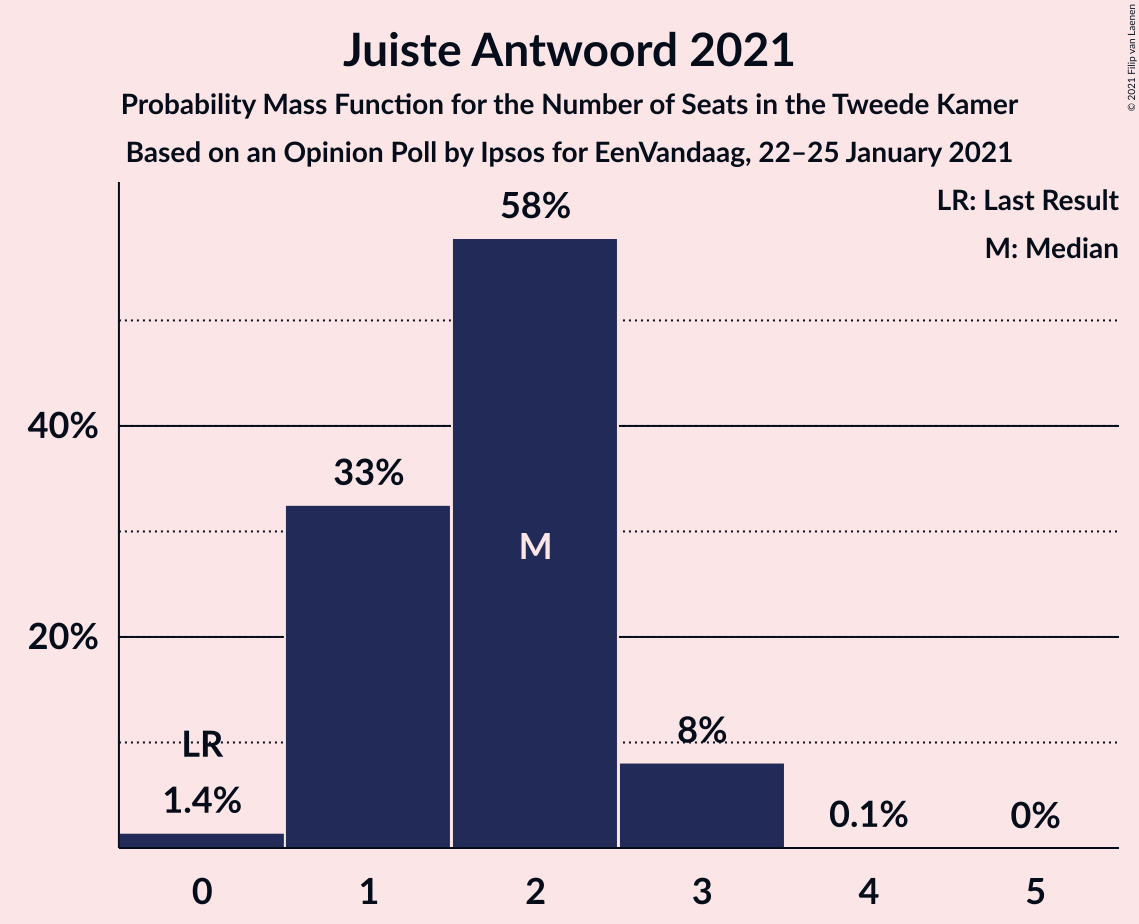 Juiste Antwoord 2021
Probability Mass Function for the Number of Seats in the Tweede Kamer
Based on an Opinion Poll by Ipsos for EenVandaag, 22–25 January 2021
© 2021 Filip van Laenen
LR: Last Result
M: Median
58%
40%
33%
M
20%
LR
8%
1.4%
0.1%
0%
0 1 2 3 4 5